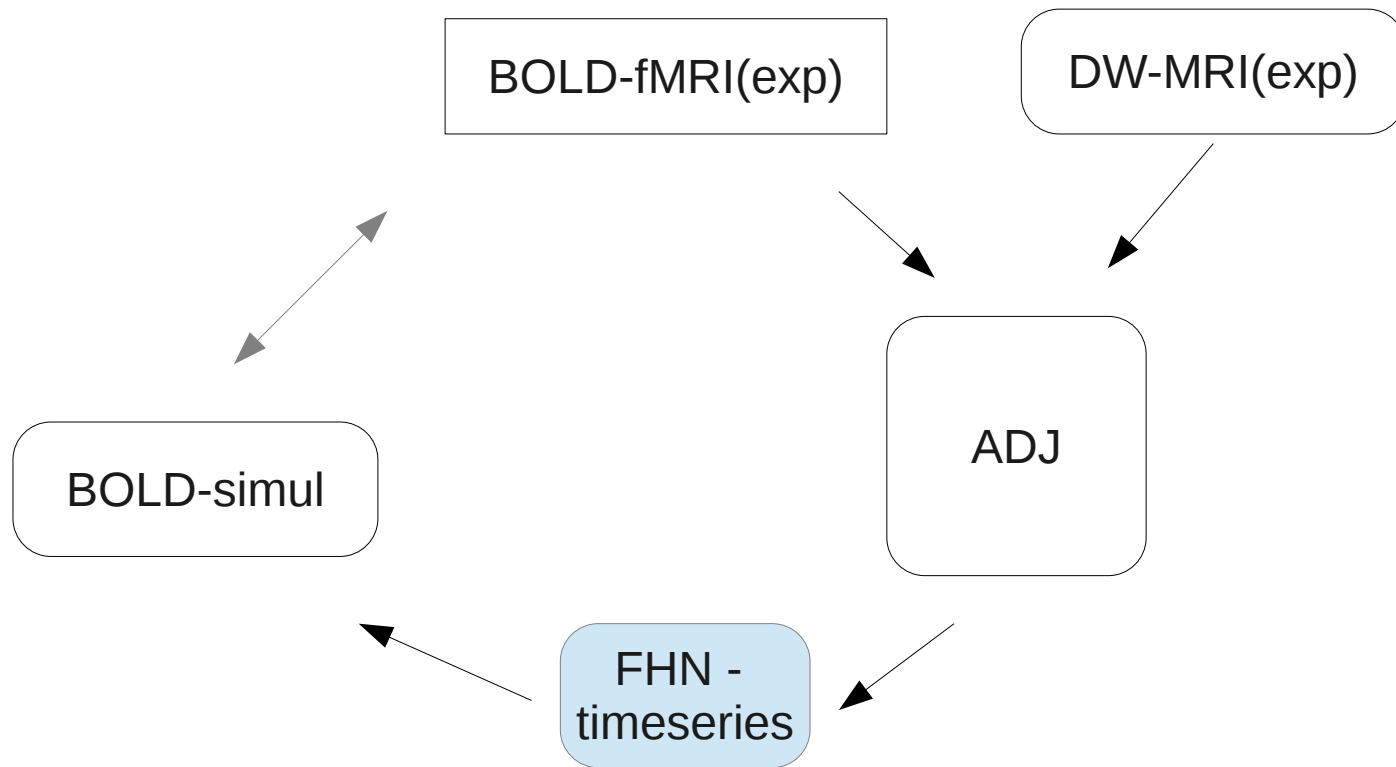 BOLD-fMRI(exp)
DW-MRI(exp)
ADJ
BOLD-simul
FHN -
timeseries